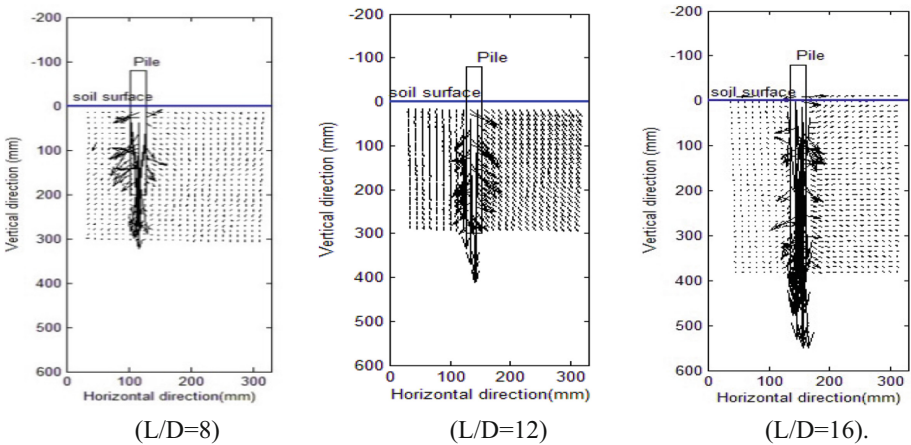 -200
-100
0
100
200
300
400
500
600
Vertical direction (mm)
Pile
soil surface
0 100 200 300
Horizontal direction(mm)
(L/D=8)
-200
-100
0
100
200
300
400
500
600
Vertical direction (mm)
Pile
soil surface
0 100 200 300
Horizontal direction(mm)
(L/D=12)
-200
-100
0
100
200
300
400
500
600
Vertical direction (mm)
Pile
soil surface
0 100 200 300
Horizontal direction(mm)
(L/D=16).